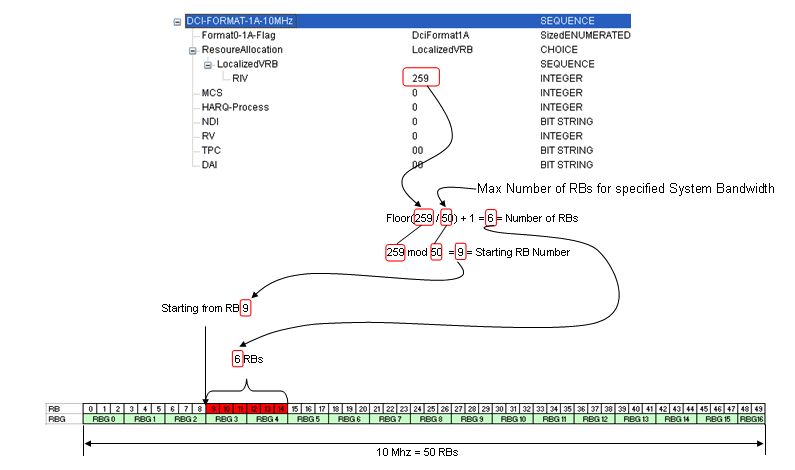 DCI-FORMAT-1A-10MHz SEQUENCE
Format0-1A-Flag DciFormat1A SizedENUMERATED
ResoureAllocation LocalizedVRB CHOICE
LocalizedVRB SEQUENCE
RIV 259 INTEGER
MCS 0 INTEGER
HARQ-Process 0 INTEGER
NDI 0 BIT STRING
RV 0 INTEGER
TPC 00 BIT STRING
DAI 00 BIT STRING
Max Number of RBs for specified System Bandwidth
Floor(259 / 50) + 1 = 6 = Number of RBs
259 mod 50 = 9 = Starting RB Number
Starting from RB 9
6 RBs
RB 0 1 2 3 4 5 6 7 8 9 10 11 12 13 14 15 16 17 18 19 20 21 22 23 24 25 26 27 28 29 30 31 32 33 34 35 36 37 38 39 40 41 42 43 44 45 46 47 48 49
RBG RBG 0 RBG 1 RBG 2 RBG 3 RBG 4 RBG 5 RBG 6 RBG 7 RBG 8 RBG 9 RBG 10 RBG 11 RBG 12 RBG 13 RBG 14 RBG 15 RBG16
10 Mhz = 50 RBs